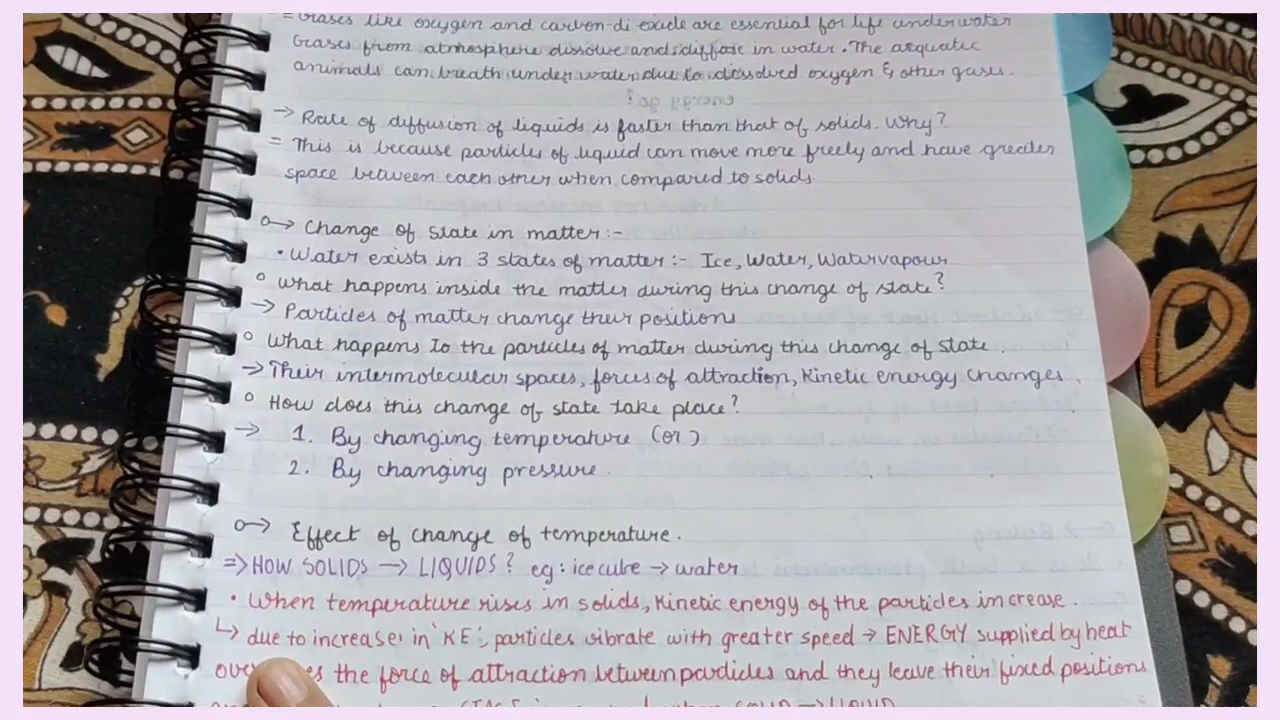 = Gases like oxygen and carbon-di oxide are essential for life underwater
Gases from atmosphere dissolve and diffuse in water. The aequatic
animals can breath under water due to dissolved oxygen & other gases.
→ Rate of diffusion of liquids is faster than that of solids. Why?
= This is because particles of liquid can move more freely and have greater
space between each other when compared to solids.
→ Change of state in matter :-
• Water exists in 3 states of matter :- Ice, Water, Watervapour
° What happens inside the matter during this change of state?
→ Particles of matter change their positions
° What happens to the particles of matter during this change of state.
→ Their intermolecular spaces, forces of attraction, Kinetic energy changes.
° How does this change of state take place?
→ 1. By changing temperature (or)
2. By changing pressure.
→ Effect of change of temperature.
⇒ HOW SOLIDS → LIQUIDS? eg: ice cube → water
• When temperature rises in solids, Kinetic energy of the particles increase.
↳ due to increase in 'KE', particles vibrate with greater speed → ENERGY supplied by heat
the force of attraction between particles and they leave their fixed positions
SOLID → LIQUID